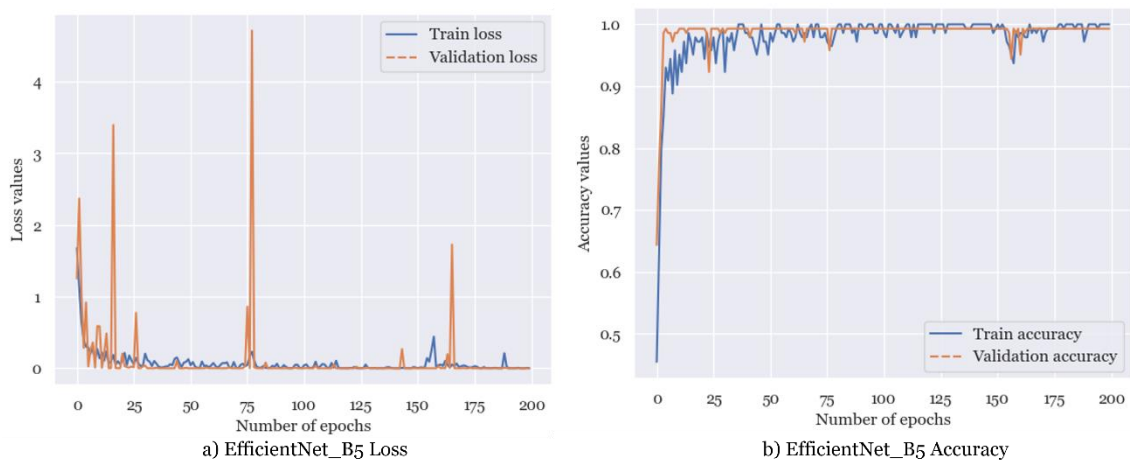 Train loss
Validation loss
4
3
2
1
0
Loss values
0 25 50 75 100 125 150 175 200
Number of epochs
a) EfficientNet_B5 Loss
1.0
0.9
0.8
0.7
0.6
0.5
Accuracy values
Train accuracy
Validation accuracy
0 25 50 75 100 125 150 175 200
Number of epochs
b) EfficientNet_B5 Accuracy